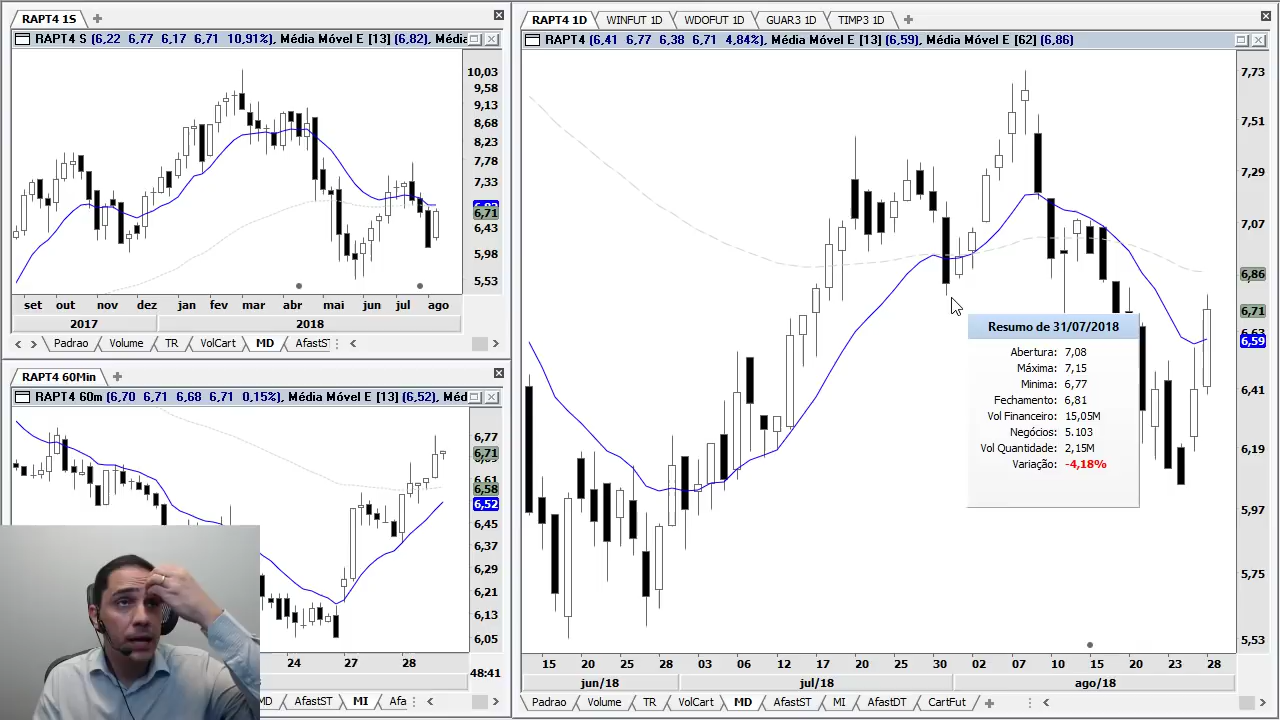 RAPT4 1S
RAPT4 S (6,22 6,77 6,17 6,71 10,91%), Média Móvel E [13] (6,82), Média
10,03
9,58
9,13
8,68
8,23
7,78
7,33
6,71
6,43
5,98
5,53
set out nov dez jan fev mar abr mai jun jul ago
2017 2018
Padrao Volume TR VolCart MD AfastS
RAPT4 60Min
RAPT4 60m (6,70 6,71 6,68 6,71 0,15%), Média Móvel E [13] (6,52), Méd
6,77
6,71
6,58
6,52
6,45
6,37
6,29
6,21
6,13
6,05
24 27 28
48:41
MD AfastST MI Afa
RAPT4 1D WINFUT 1D WDOFUT 1D GUAR3 1D TIMP3 1D
RAPT4 (6,41 6,77 6,38 6,71 4,84%), Média Móvel E [13] (6,59), Média Móvel E [62] (6,86)
7,73
7,51
7,29
7,07
6,86
6,71
6,63
6,59
6,41
6,19
5,97
5,75
5,53
Resumo de 31/07/2018
Abertura: 7,08
Máxima: 7,15
Minima: 6,77
Fechamento: 6,81
Vol Financeiro: 15,05M
Negócios: 5.103
Vol Quantidade: 2,15M
Variação: -4,18%
15 20 25 28 03 06 12 17 20 25 30 02 07 10 15 20 23 28
jun/18 jul/18 ago/18
Padrao Volume TR VolCart MD AfastST MI AfastDT CartFut